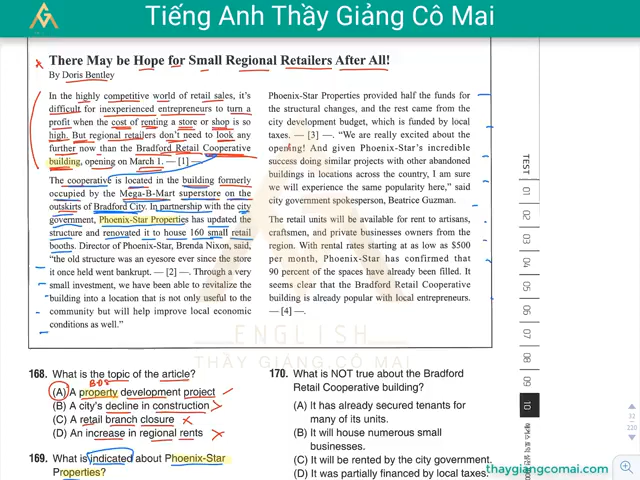 Tiếng Anh Thầy Giảng Cô Mai
There May be Hope for Small Regional Retailers After All!
By Doris Bentley
In the highly competitive world of retail sales, it's
difficult for inexperienced entrepreneurs to turn a
profit when the cost of renting a store or shop is so
high. But regional retailers don't need to look any
further now than the Bradford Retail Cooperative
building, opening on March 1. — [1] —.
The cooperative is located in the building formerly
occupied by the Mega-B-Mart superstore on the
outskirts of Bradford City. In partnership with the city
government, Phoenix-Star Properties has updated the
structure and renovated it to house 160 small retail
booths. Director of Phoenix-Star, Brenda Nixon, said,
"the old structure was an eyesore ever since the store
it once held went bankrupt. — [2] —. Through a very
small investment, we have been able to revitalize the
building into a location that is not only useful to the
community but will help improve local economic
conditions as well."
Phoenix-Star Properties provided half the funds for
the structural changes, and the rest came from the
city development budget, which is funded by local
taxes. — [3] —. "We are really excited about the
opening! And given Phoenix-Star's incredible
success doing similar projects with other abandoned
buildings in locations across the country, I am sure
we will experience the same popularity here," said
city government spokesperson, Beatrice Guzman.
The retail units will be available for rent to artisans,
craftsmen, and private businesses owners from the
region. With rental rates starting at as low as $500
per month, Phoenix-Star has confirmed that
90 percent of the spaces have already been filled. It
seems clear that the Bradford Retail Cooperative
building is already popular with local entrepreneurs.
— [4] —.
ENGLISH
THẦY GIẢNG CÔ MAI
168. What is the topic of the article?
BĐS
(A) A property development project
(B) A city's decline in construction
(C) A retail branch closure
(D) An increase in regional rents
169. What is indicated about Phoenix-Star
Properties?
170. What is NOT true about the Bradford
Retail Cooperative building?
(A) It has already secured tenants for
many of its units.
(B) It will house numerous small
businesses.
(C) It will be rented by the city government.
(D) It was partially financed by local taxes.
TEST
01
02
03
04
05
06
07
08
09
10
32
220
thaygiangcomai.com